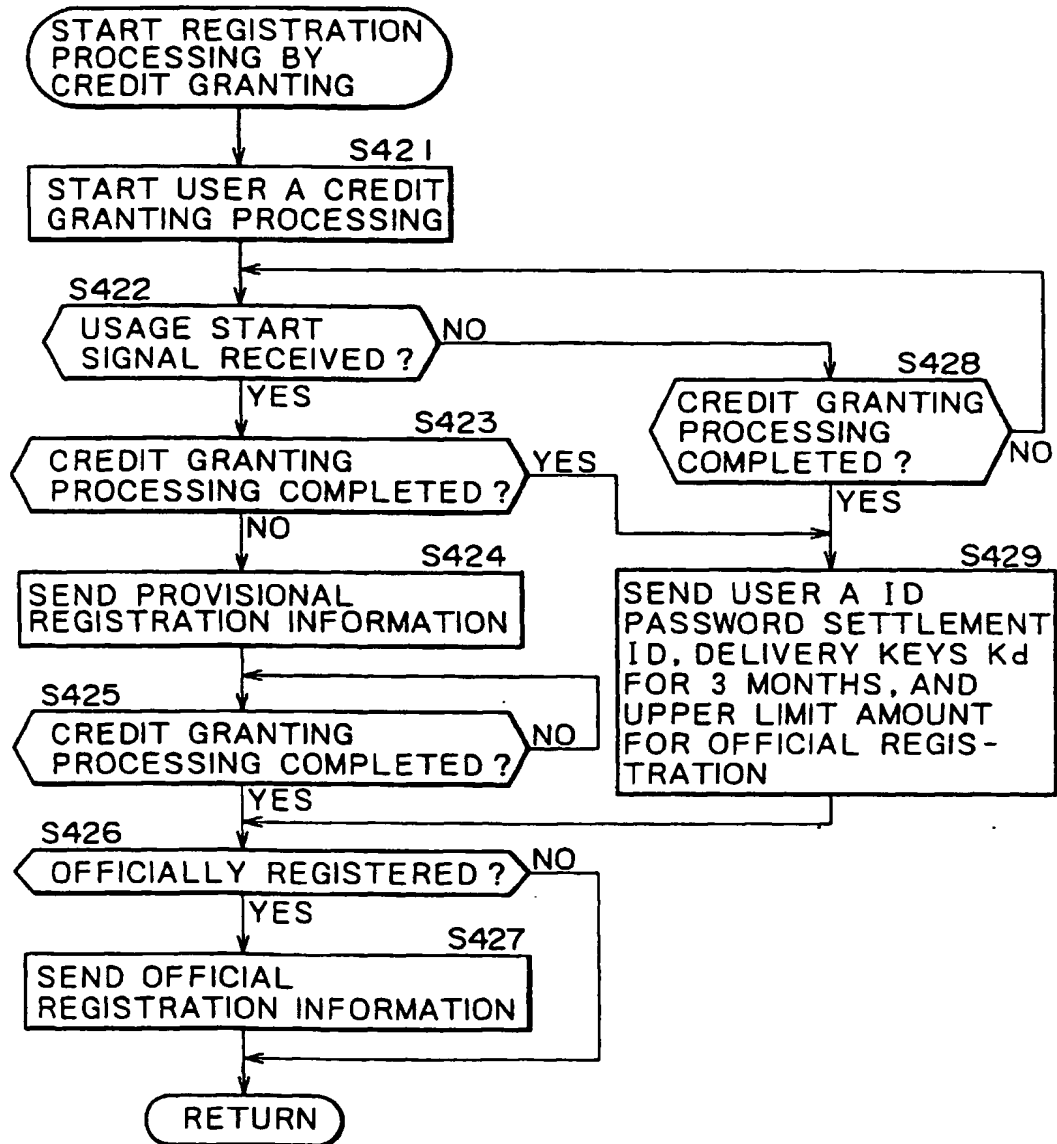 START REGISTRATION
PROCESSING BY
CREDIT GRANTING
S421
START USER A CREDIT
GRANTING PROCESSING
S422
USAGE START
SIGNAL RECEIVED?
NO
YES
S428
CREDIT GRANTING
PROCESSING
COMPLETED?
NO
YES
S423
CREDIT GRANTING
PROCESSING COMPLETED?
YES
NO
S424
SEND PROVISIONAL
REGISTRATION INFORMATION
S429
SEND USER A ID
PASSWORD SETTLEMENT
ID, DELIVERY KEYS Kd
FOR 3 MONTHS, AND
UPPER LIMIT AMOUNT
FOR OFFICIAL REGIS-
TRATION
S425
CREDIT GRANTING
PROCESSING COMPLETED?
NO
YES
S426
OFFICIALLY REGISTERED?
NO
YES
S427
SEND OFFICIAL
REGISTRATION INFORMATION
RETURN